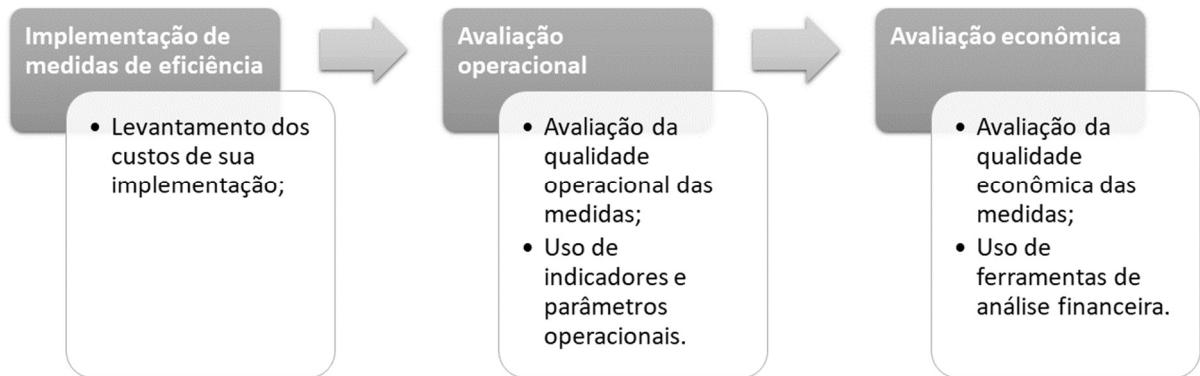 Implementação de
medidas de eficiência
• Levantamento dos
custos de sua
implementação;
Avaliação
operacional
• Avaliação da
qualidade
operacional das
medidas;
• Uso de
indicadores e
parâmetros
operacionais.
Avaliação econômica
• Avaliação da
qualidade
econômica das
medidas;
• Uso de
ferramentas de
análise financeira.